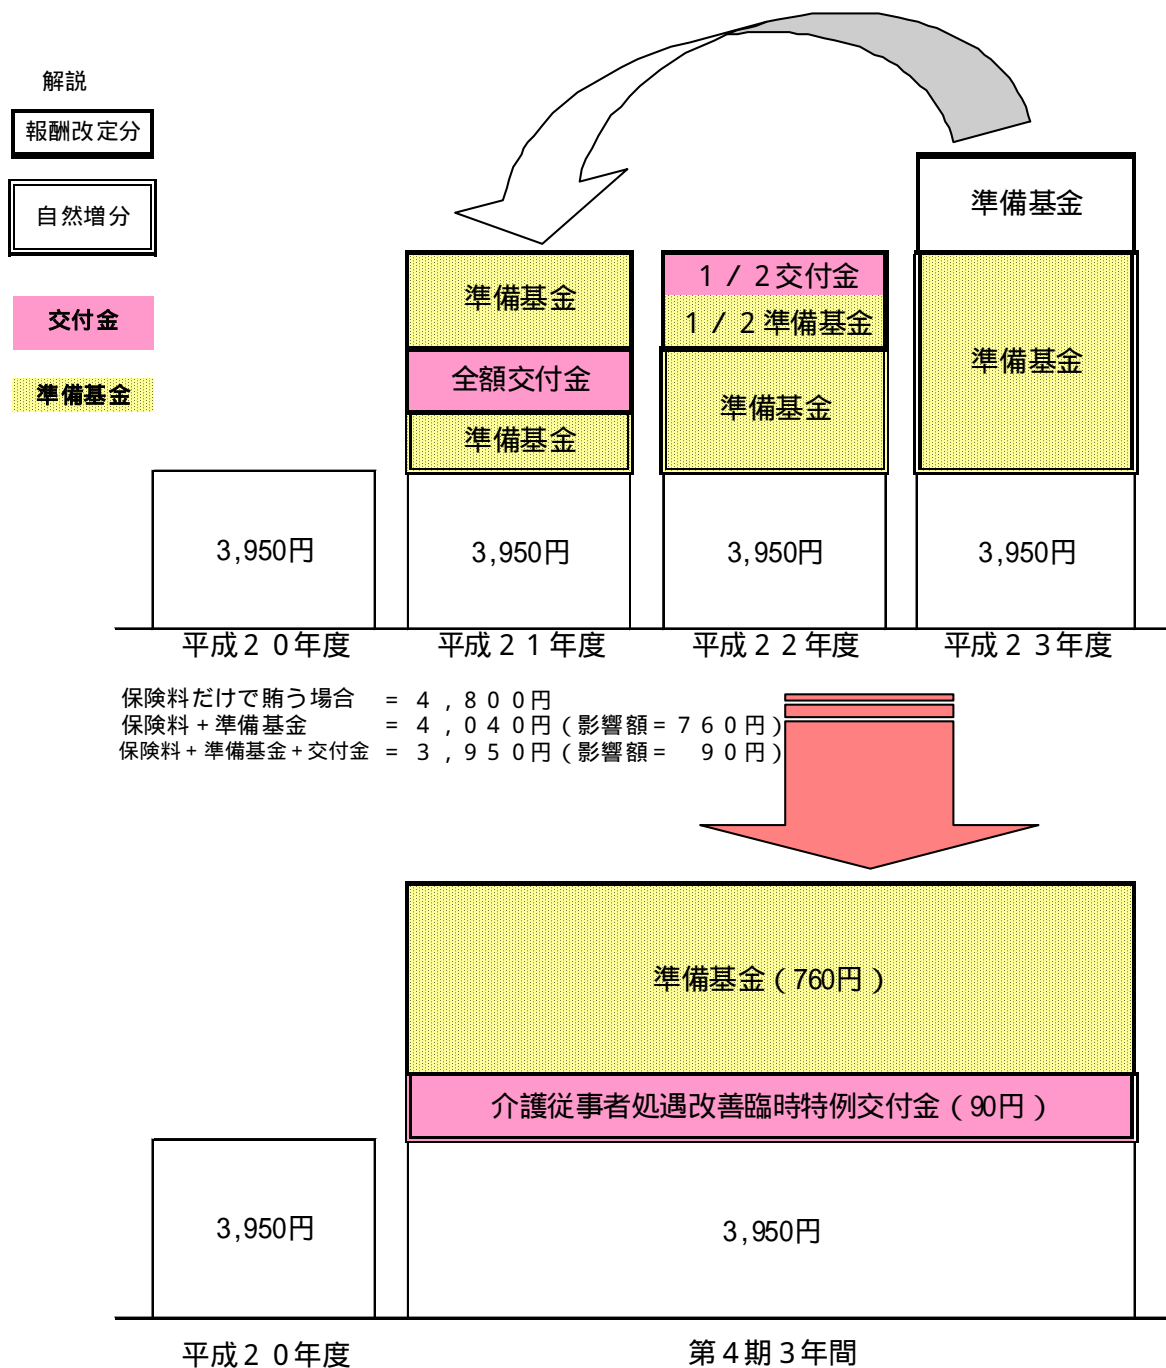 解説
報酬改定分
自然増分
交付金
準備基金
準備基金
準備基金
1／2交付金
1／2準備基金
全額交付金
準備基金
準備基金
準備基金
3,950円
3,950円
3,950円
3,950円
平成２０年度
平成２１年度
平成２２年度
平成２３年度
保険料だけで賄う場合 ＝４，８００円
保険料＋準備基金 ＝４，０４０円（影響額＝７６０円）
保険料＋準備基金＋交付金＝３，９５０円（影響額＝ ９０円）
準備基金（760円）
介護従事者処遇改善臨時特例交付金（90円）
3,950円
3,950円
平成２０年度
第４期３年間